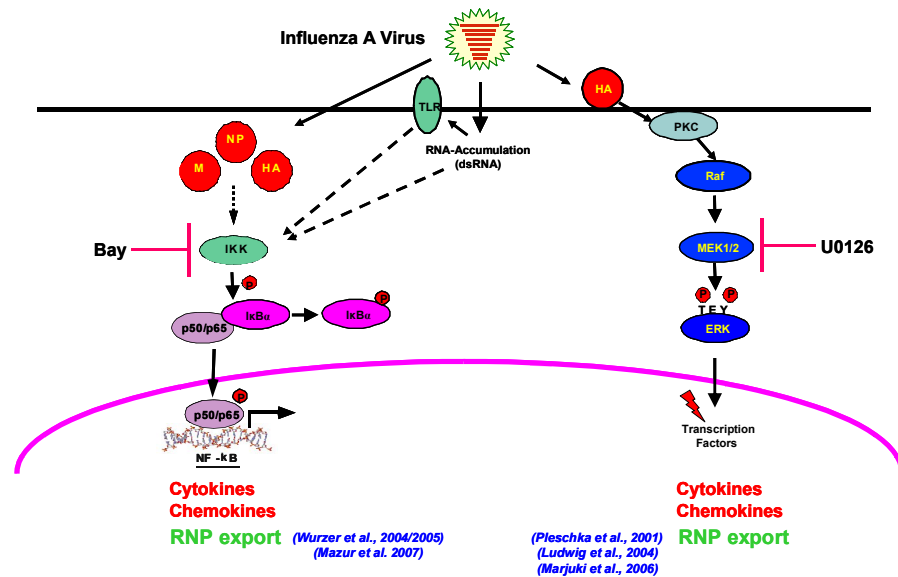 Influenza A Virus
HA
TLR
PKC
RNA-Accumulation
(dsRNA)
NP
M
HA
Raf
Bay
IKK
MEK1/2
U0126
P
P
P
TEY
IκBα
P
IκBα
p50/p65
ERK
P
p50/p65
NF -kB
Transcription
Factors
Cytokines
Chemokines
RNP export
(Wurzer et al., 2004/2005)
(Mazur et al. 2007)
Cytokines
Chemokines
RNP export
(Pleschka et al., 2001)
(Ludwig et al., 2004)
(Marjuki et al., 2006)